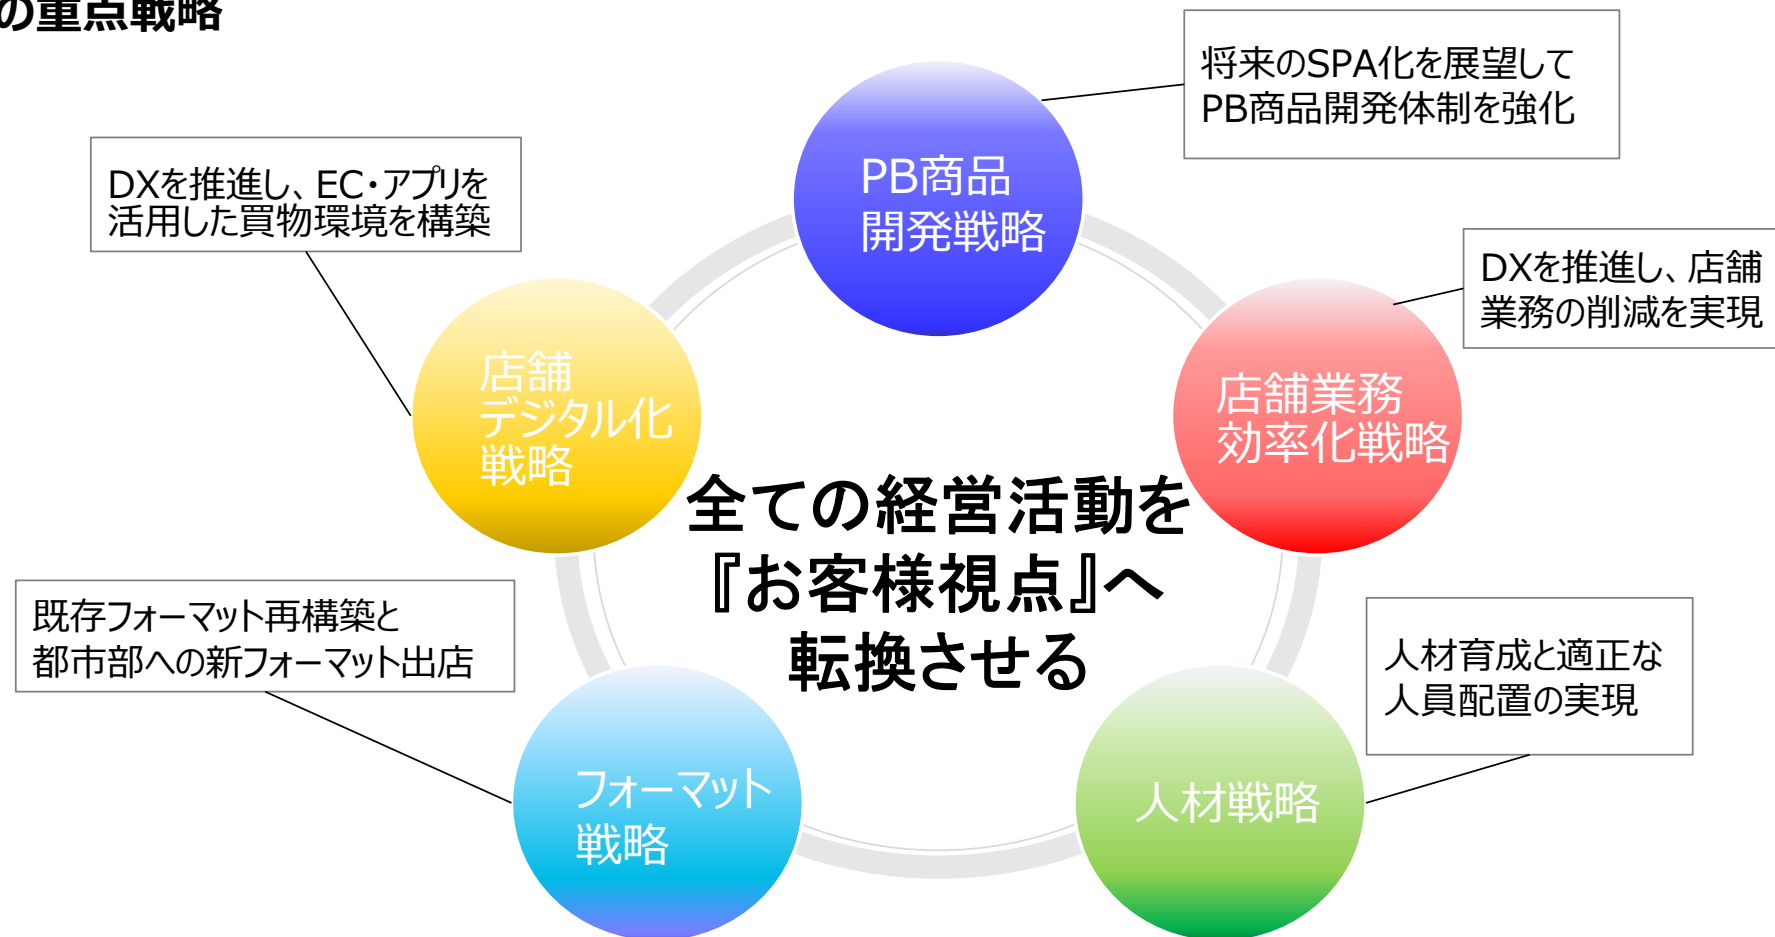 の重点戦略
将来のSPA化を展望して
PB商品開発体制を強化
PB商品
開発戦略
DXを推進し、EC・アプリを
活用した買物環境を構築
DXを推進し、店舗
業務の削減を実現
店舗
デジタル化
戦略
店舗業務
効率化戦略
全ての経営活動を
『お客様視点』へ
転換させる
既存フォーマット再構築と
都市部への新フォーマット出店
人材育成と適正な
人員配置の実現
フォーマット
戦略
人材戦略